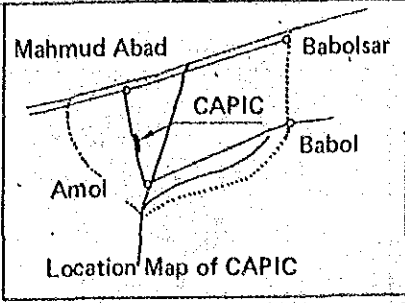 Mahmud Abad
Babolsar
CAPIC
Babol
Amol
Location Map of CAPIC